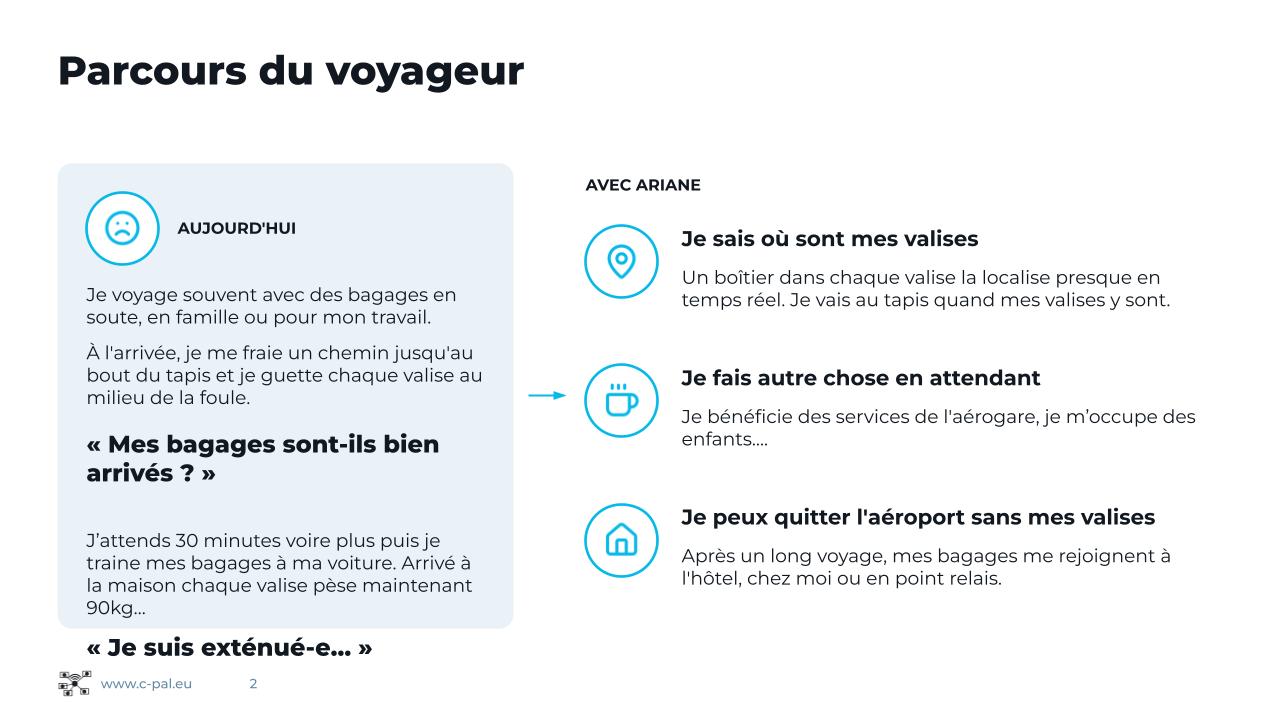 Parcours du voyageur
AUJOURD'HUI
Je voyage souvent avec des bagages en
soute, en famille ou pour mon travail.
À l'arrivée, je me fraie un chemin jusqu'au
bout du tapis et je guette chaque valise au
milieu de la foule.
« Mes bagages sont-ils bien
arrivés ? »
J’attends 30 minutes voire plus puis je
traine mes bagages à ma voiture. Arrivé à
la maison chaque valise pèse maintenant
90kg...
« Je suis exténué-e... »
AVEC ARIANE
Je sais où sont mes valises
Un boîtier dans chaque valise la localise presque en
temps réel. Je vais au tapis quand mes valises y sont.
Je fais autre chose en attendant
Je bénéficie des services de l'aérogare, je m’occupe des
enfants....
Je peux quitter l'aéroport sans mes valises
Après un long voyage, mes bagages me rejoignent à
l'hôtel, chez moi ou en point relais.
www.c-pal.eu
2